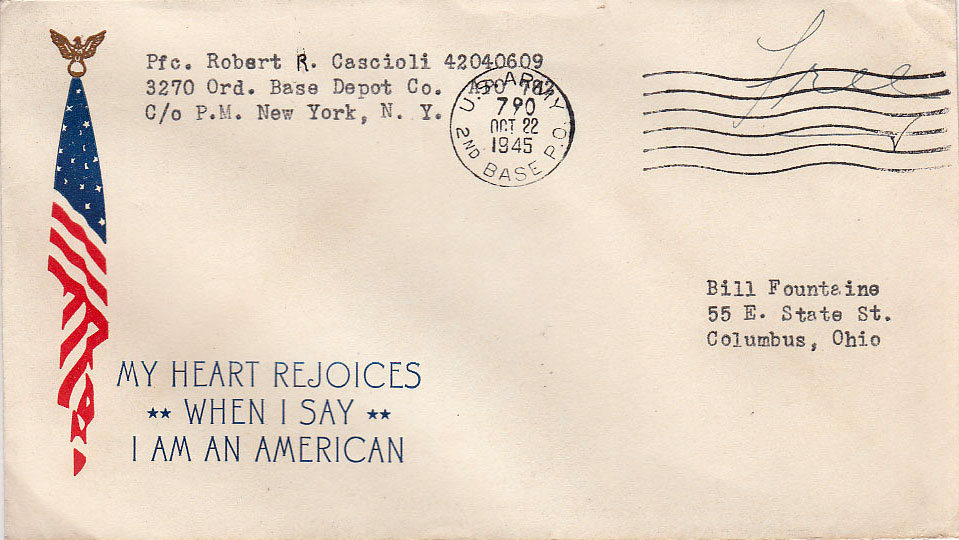 Pfc. Robert R. Cascioli 42040609
3270 Ord. Base Depot Co. APO
C/o P.M. New York, N. Y.
U.S. ARMY
790
OCT 22
1945
2ND BASE P.O.
Free
Bill Fountaine
55 E. State St.
Columbus, Ohio
MY HEART REJOICES
** WHEN I SAY **
I AM AN AMERICAN